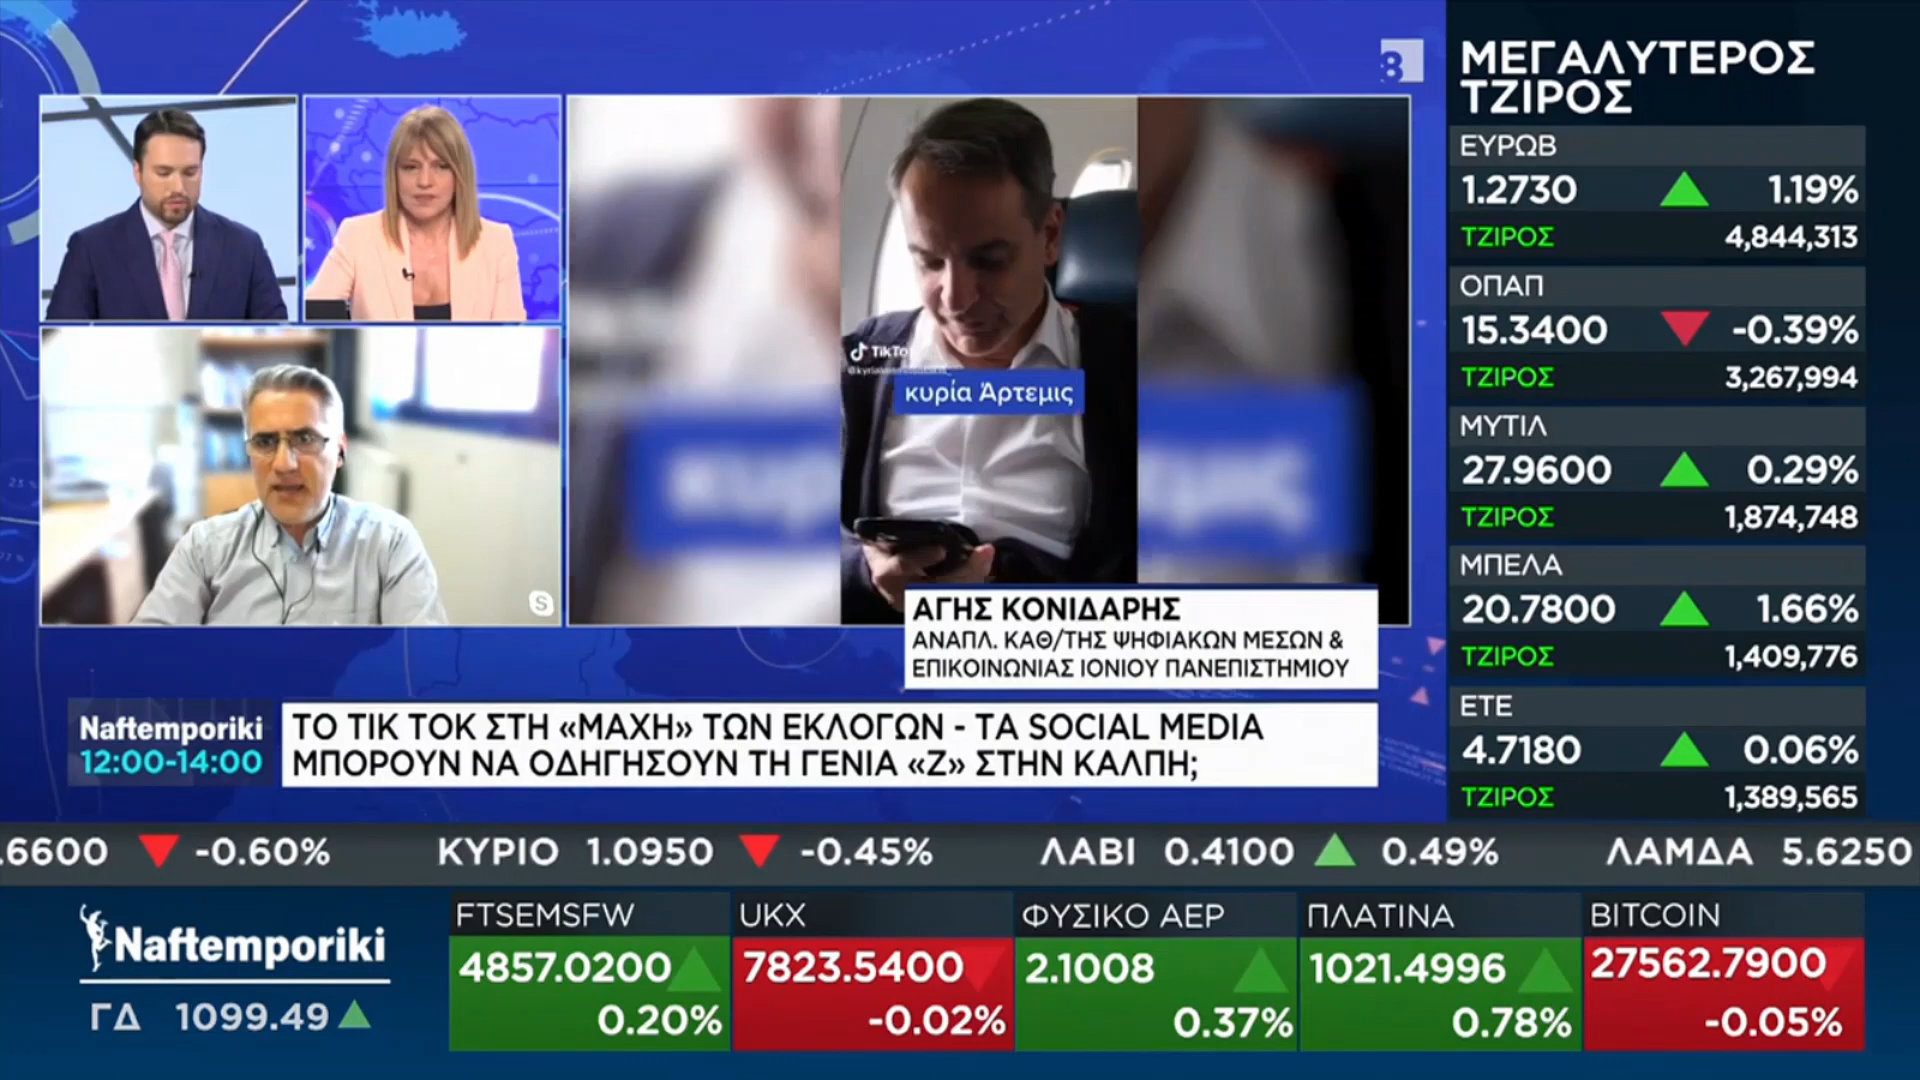 ΜΕΓΑΛΥΤΕΡΟΣ
ΤΖΙΡΟΣ
ΕΥΡΩΒ
1.2730 1.19%
ΤΖΙΡΟΣ 4,844,313
ΟΠΑΠ
15.3400 -0.39%
ΤΖΙΡΟΣ 3,267,994
ΜΥΤΙΛ
27.9600 0.29%
ΤΖΙΡΟΣ 1,874,748
ΜΠΕΛΑ
20.7800 1.66%
ΤΖΙΡΟΣ 1,409,776
ΕΤΕ
4.7180 0.06%
ΤΖΙΡΟΣ 1,389,565
κυρία Άρτεμις
ΑΓΗΣ ΚΟΝΙΔΑΡΗΣ
ΑΝΑΠΛ. ΚΑΘ/ΤΗΣ ΨΗΦΙΑΚΩΝ ΜΕΣΩΝ &
ΕΠΙΚΟΙΝΩΝΙΑΣ ΙΟΝΙΟΥ ΠΑΝΕΠΙΣΤΗΜΙΟΥ
Naftemporiki
12:00-14:00
ΤΟ ΤΙΚ ΤΟΚ ΣΤΗ «ΜΑΧΗ» ΤΩΝ ΕΚΛΟΓΩΝ - ΤΑ SOCIAL MEDIA
ΜΠΟΡΟΥΝ ΝΑ ΟΔΗΓΗΣΟΥΝ ΤΗ ΓΕΝΙΑ «Ζ» ΣΤΗΝ ΚΑΛΠΗ;
.6600 -0.60% ΚΥΡΙΟ 1.0950 -0.45% ΛΑΒΙ 0.4100 0.49% ΛΑΜΔΑ 5.6250
Naftemporiki
ΓΔ 1099.49
FTSEMSFW
4857.0200
0.20%
UKX
7823.5400
-0.02%
ΦΥΣΙΚΟ ΑΕΡ
2.1008
0.37%
ΠΛΑΤΙΝΑ
1021.4996
0.78%
BITCOIN
27562.7900
-0.05%